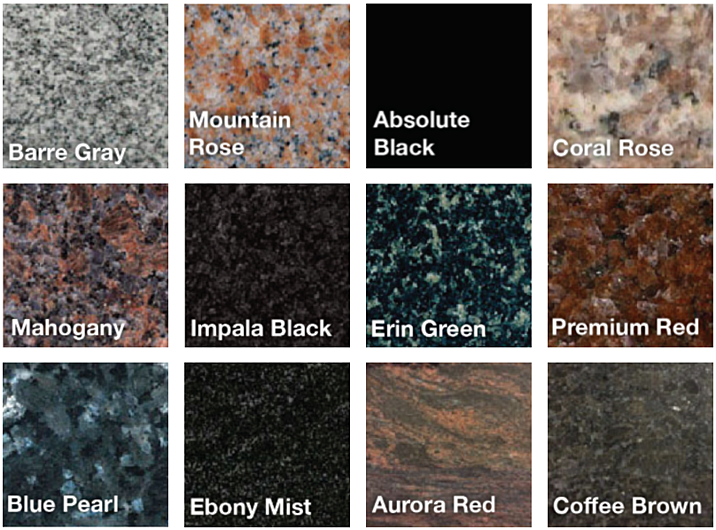 Barre Gray
Mountain
Rose
Absolute
Black
Coral Rose
Mahogany
Impala Black
Erin Green
Premium Red
Blue Pearl
Ebony Mist
Aurora Red
Coffee Brown